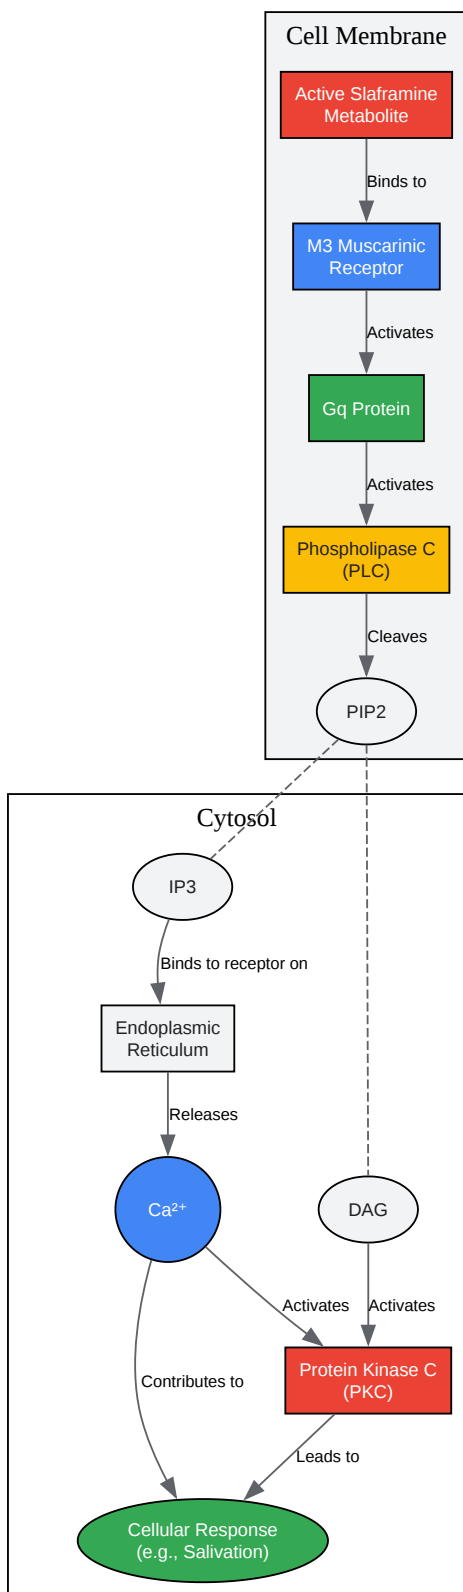 Cell Membrane
Active Slaframine
Metabolite
Binds to
M3 Muscarinic
Receptor
Activates
Gq Protein
Activates
Phospholipase C
(PLC)
Cleaves
PIP2
Cytosol
IP3
Binds to receptor on
Endoplasmic
Reticulum
Releases
Ca²⁺
DAG
Activates
Activates
Protein Kinase C
(PKC)
Contributes to
Leads to
Cellular Response
(e.g., Salivation)